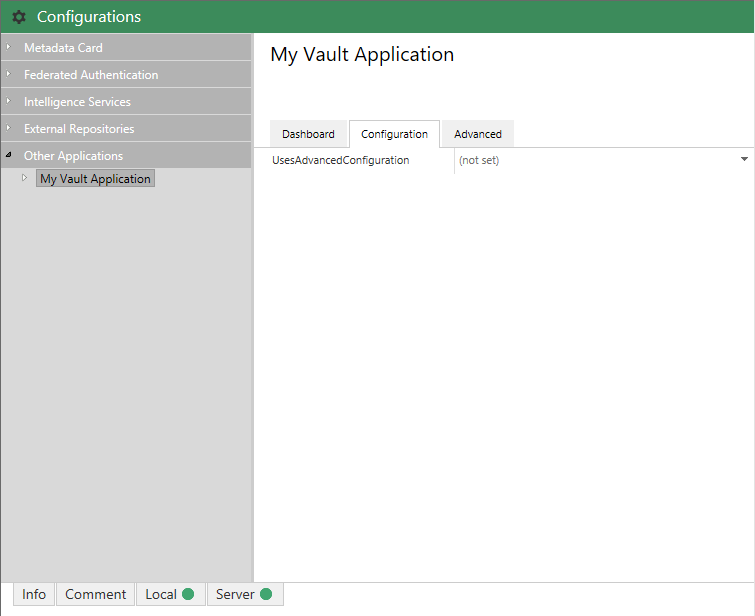 Configurations
Metadata Card
Federated Authentication
Intelligence Services
External Repositories
Other Applications
My Vault Application
My Vault Application
Dashboard Configuration Advanced
UsesAdvancedConfiguration (not set)
Info Comment Local Server